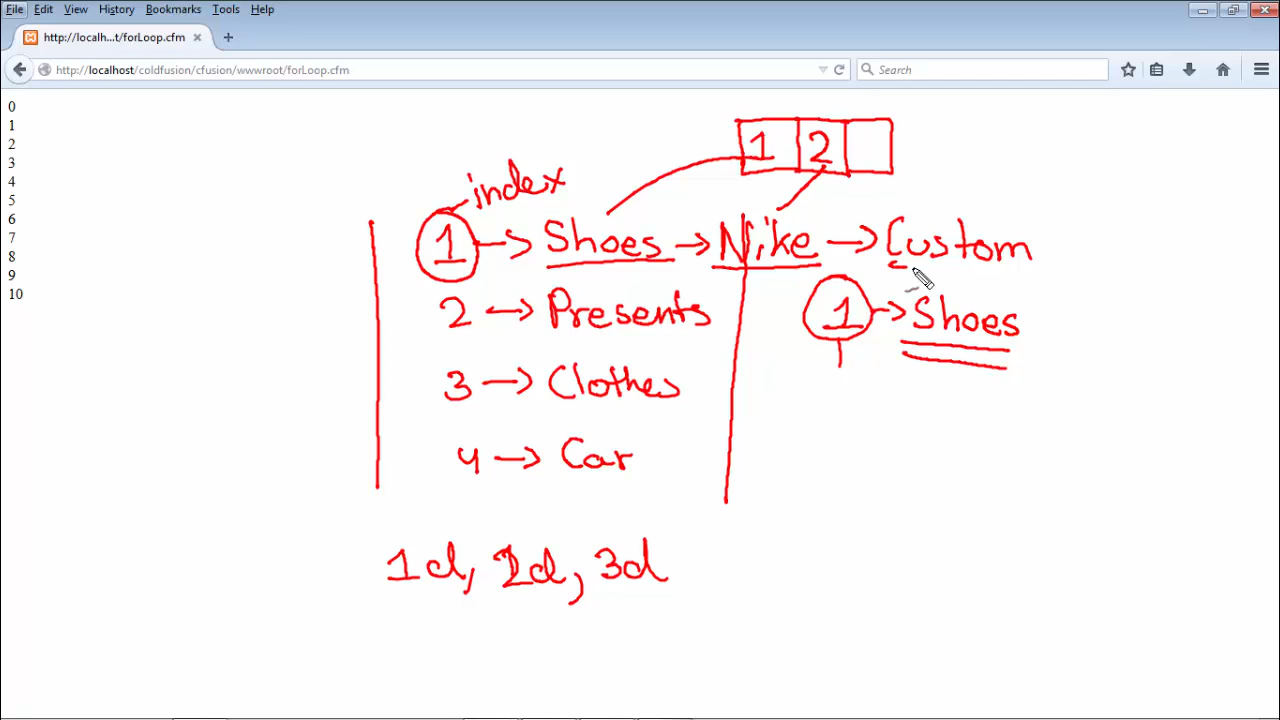 File Edit View History Bookmarks Tools Help
http://localh...t/forLoop.cfm
http://localhost/coldfusion/cfusion/wwwroot/forLoop.cfm
Search
0
1
2
3
4
5
6
7
8
9
10
1 2
index
1 → Shoes → Nike → Custom
2 → Presents
1 → Shoes
3 → Clothes
4 → Car
1d, 2d, 3d